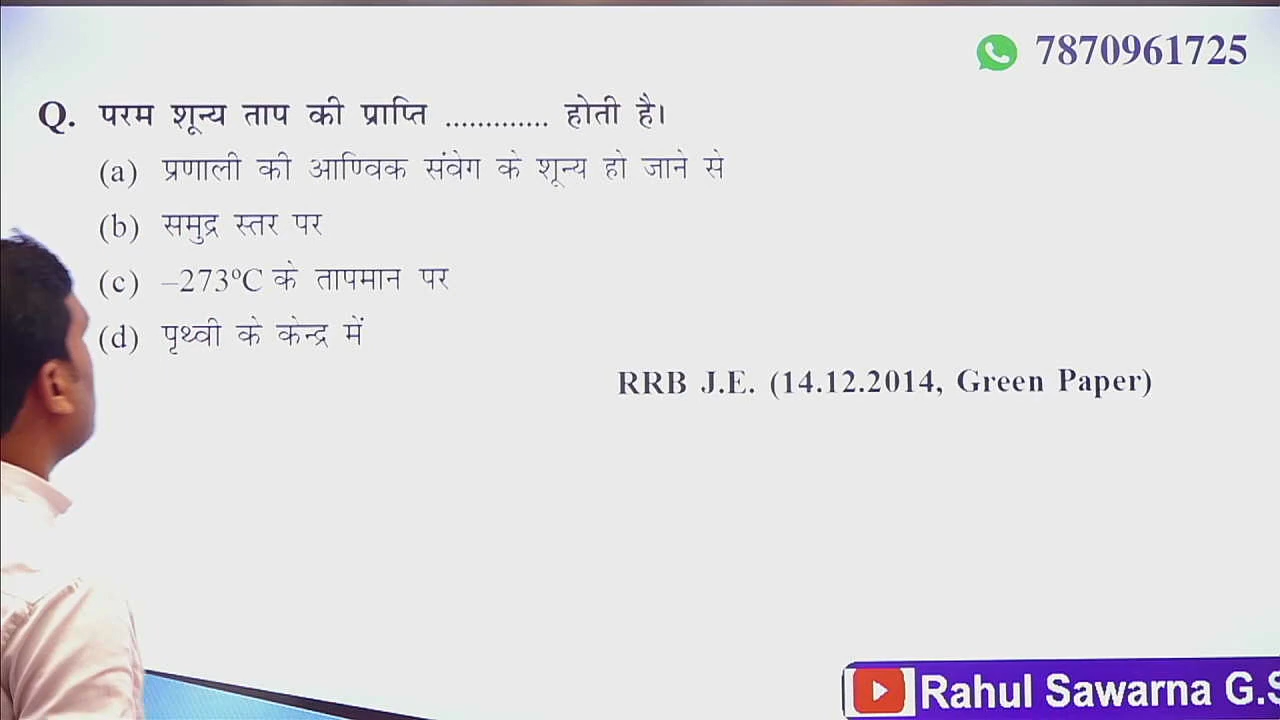 7870961725
Q. परम शून्य ताप की प्राप्ति ............. होती है।
(a) प्रणाली की आण्विक संवेग के शून्य हो जाने से
(b) समुद्र स्तर पर
(c) –273°C के तापमान पर
(d) पृथ्वी के केन्द्र में
RRB J.E. (14.12.2014, Green Paper)
Rahul Sawarna G.S